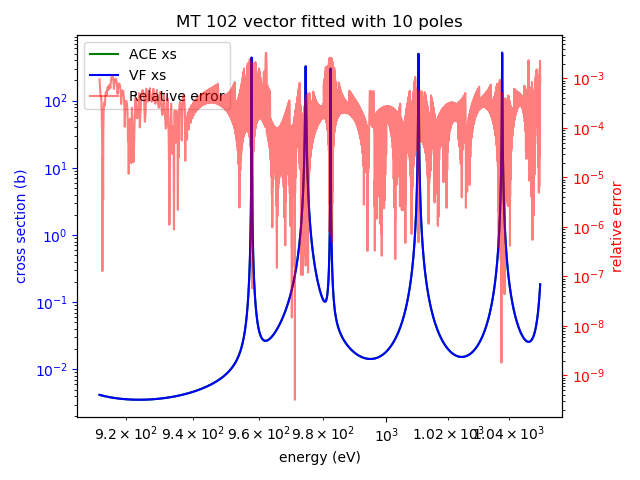 MT 102 vector fitted with 10 poles
ACE xs
VF xs
Relative error
10²
10¹
10⁰
10⁻¹
10⁻²
cross section (b)
10⁻³
10⁻⁴
10⁻⁵
10⁻⁶
10⁻⁷
10⁻⁸
10⁻⁹
relative error
9.2 × 10² 9.4 × 10² 9.6 × 10² 9.8 × 10² 10³ 1.02 × 10³ 1.04 × 10³
energy (eV)